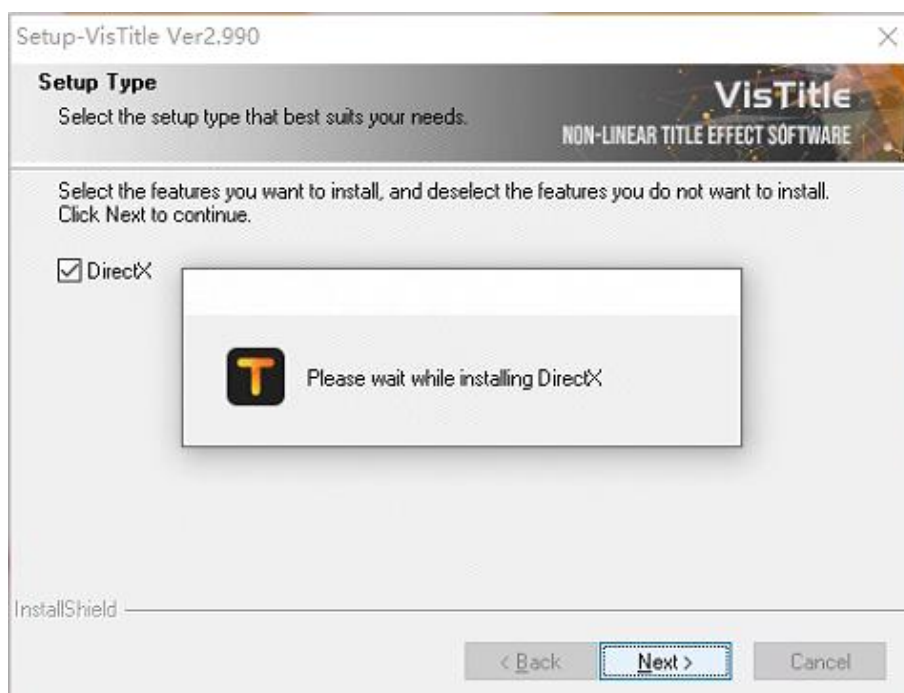 Setup-VisTitle Ver2.990
Setup Type
Select the setup type that best suits your needs.
VisTitle
NON-LINEAR TITLE EFFECT SOFTWARE
Select the features you want to install, and deselect the features you do not want to install.
Click Next to continue.
DirectX
T
Please wait while installing DirectX
InstallShield
< Back
Next >
Cancel